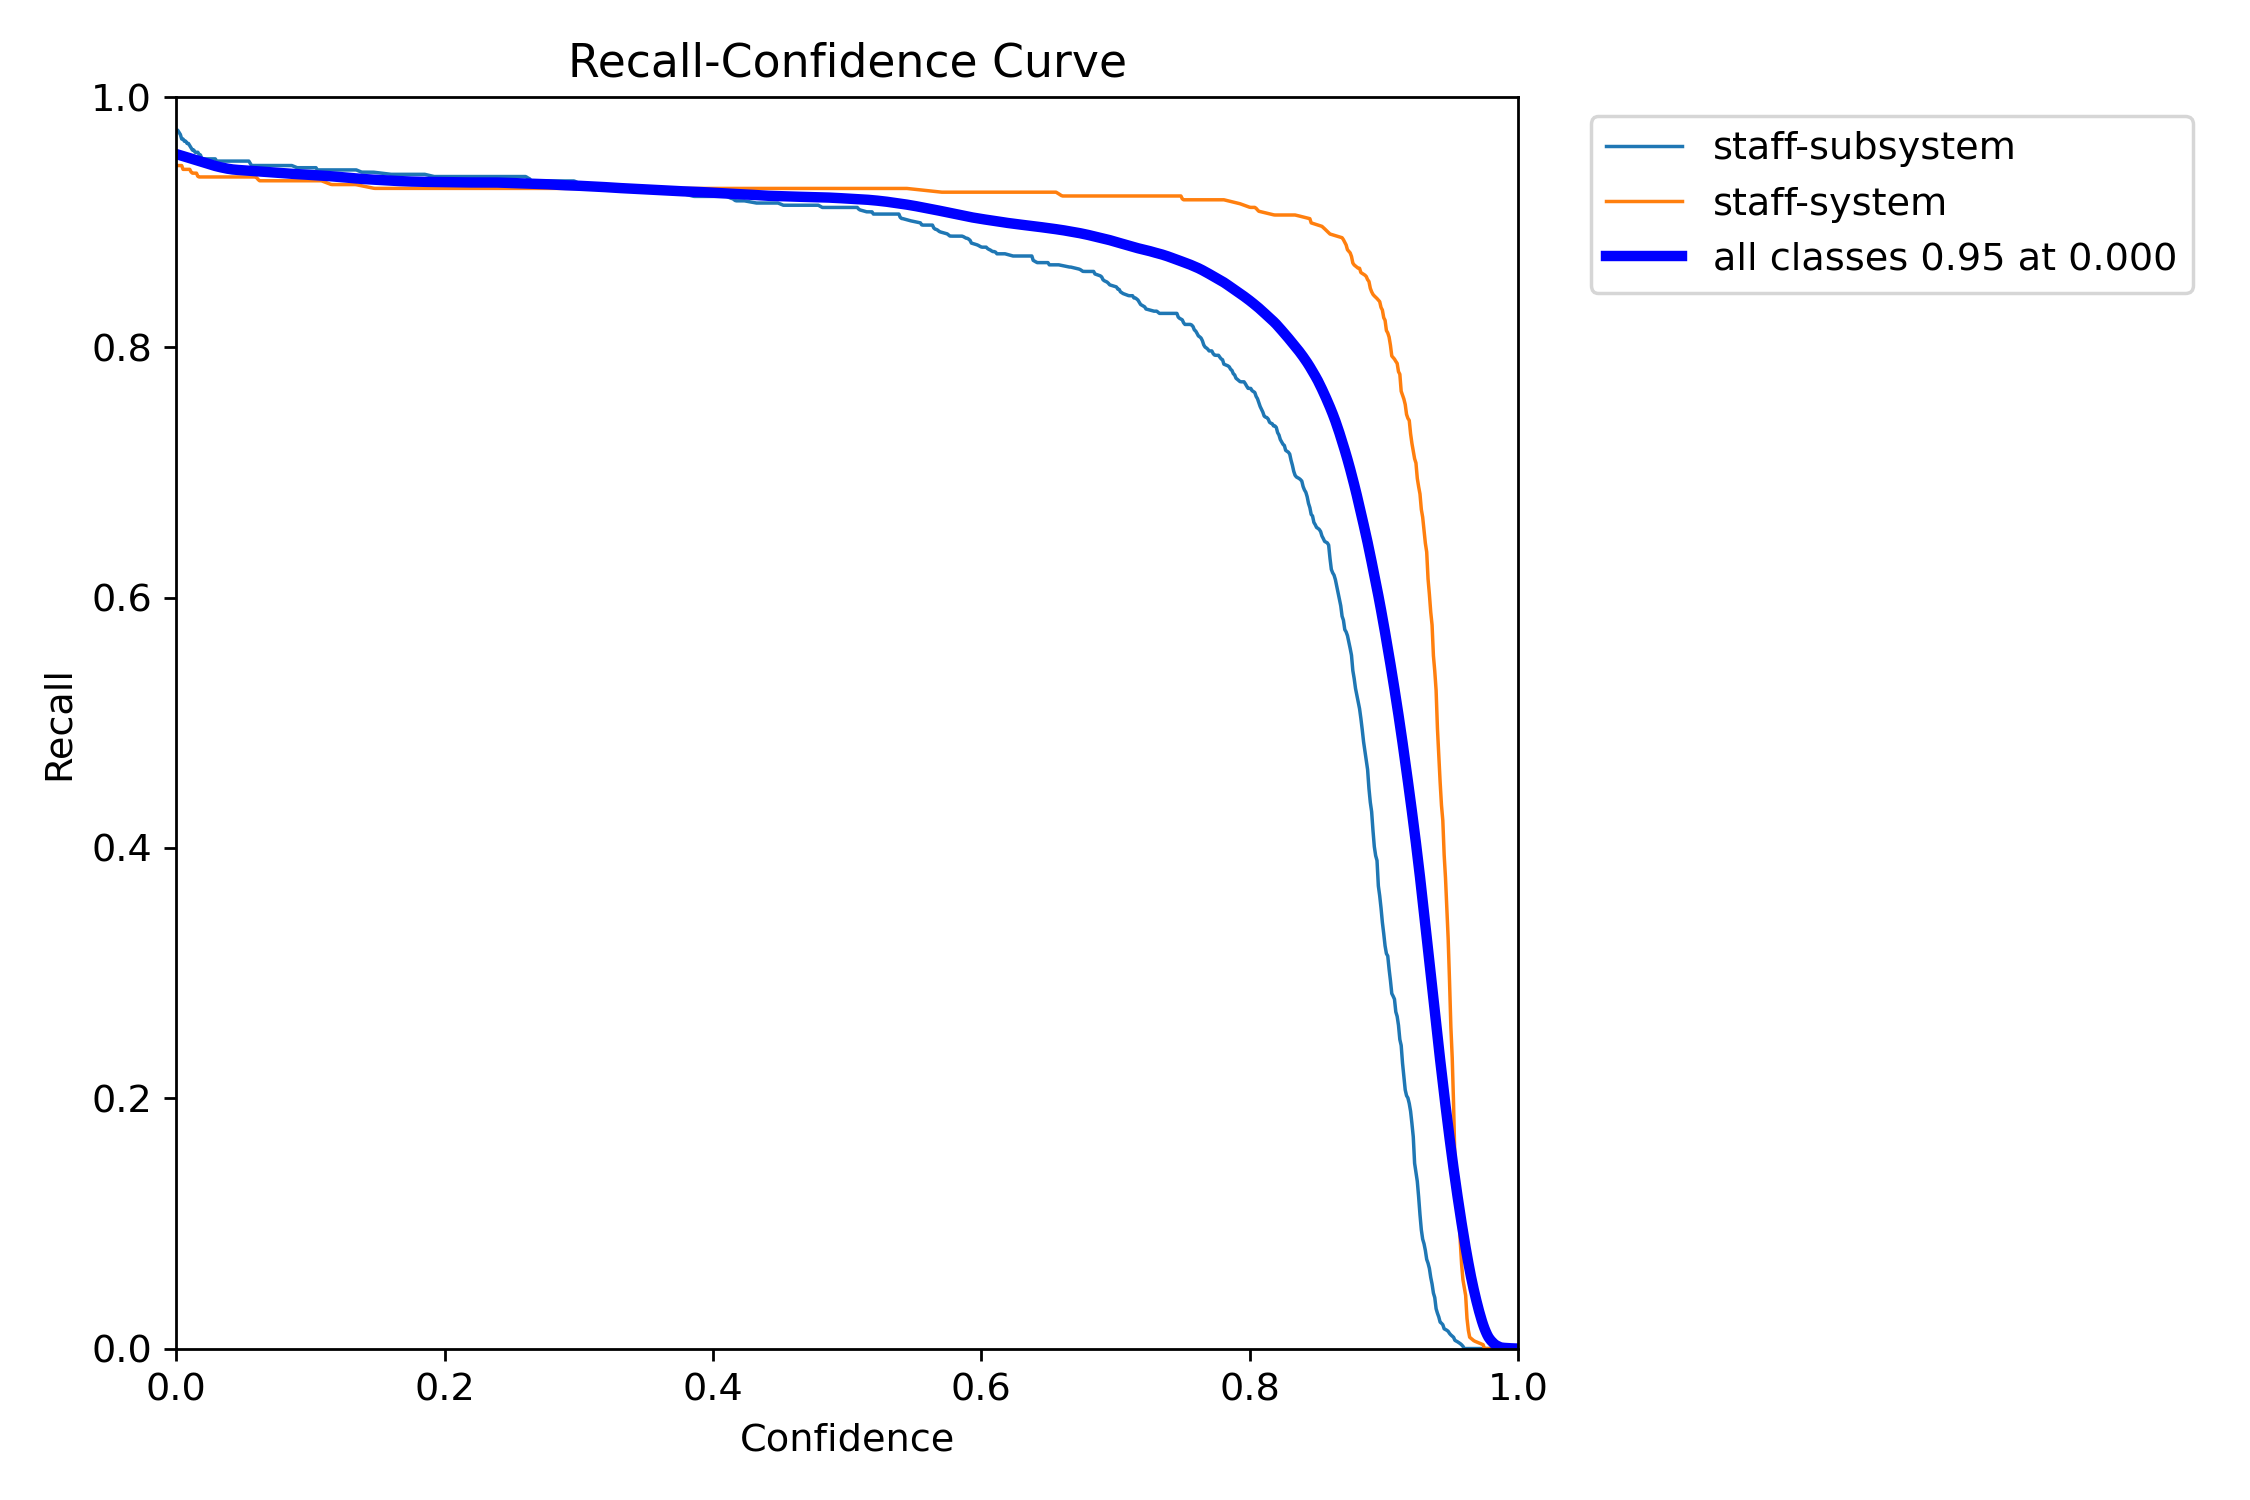 Recall-Confidence Curve
1.0
0.8
0.6
0.4
0.2
0.0
Recall
0.0 0.2 0.4 0.6 0.8 1.0
Confidence
staff-subsystem
staff-system
all classes 0.95 at 0.000